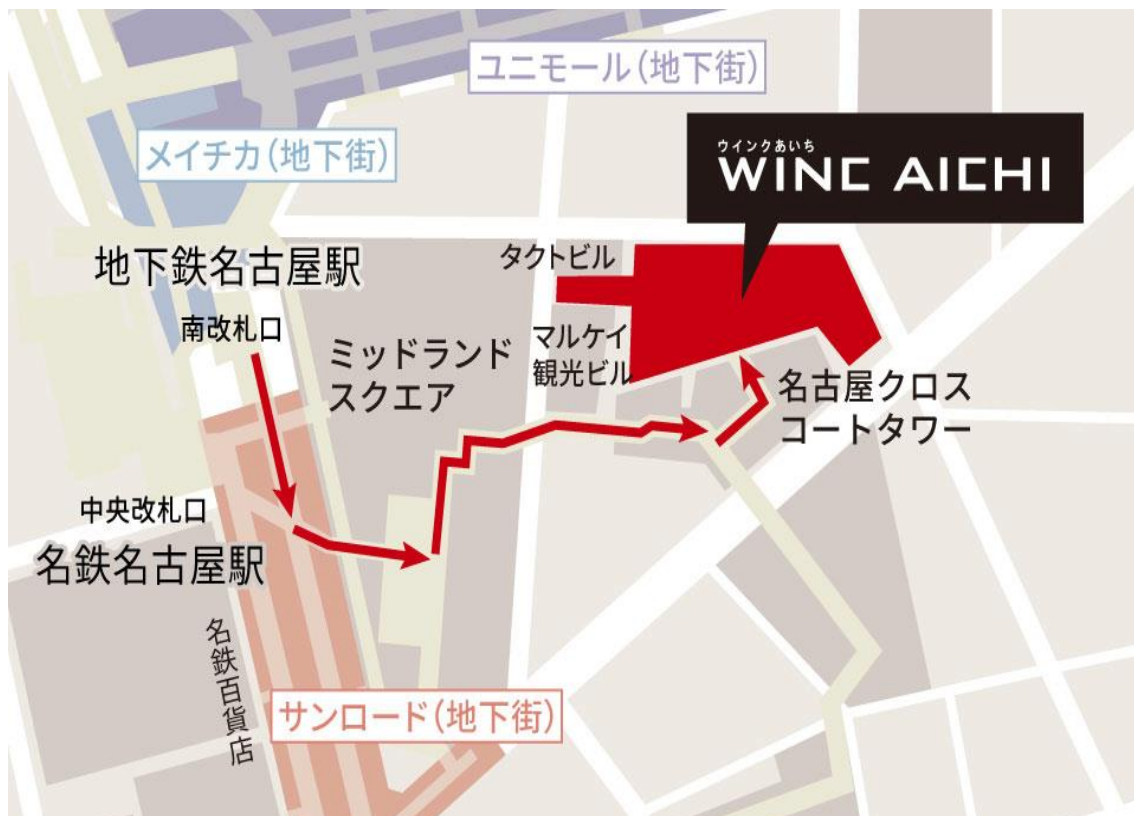 ユニモール（地下街）
メイチカ（地下街）
ウインクあいち
WINC AICHI
地下鉄名古屋駅
南改札口
タクトビル
ミッドランド
スクエア
マルケイ
観光ビル
名古屋クロス
コートタワー
中央改札口
名鉄名古屋駅
名鉄百貨店
サンロード（地下街）